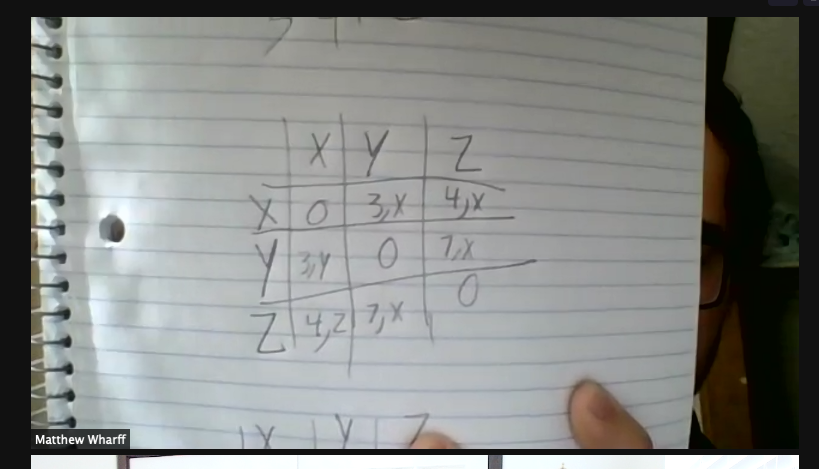 X Y Z
X 0 3,X 4,X
Y 3,Y 0 7,X
Z 4,Z 7,X 0
X Y Z
Matthew Wharff